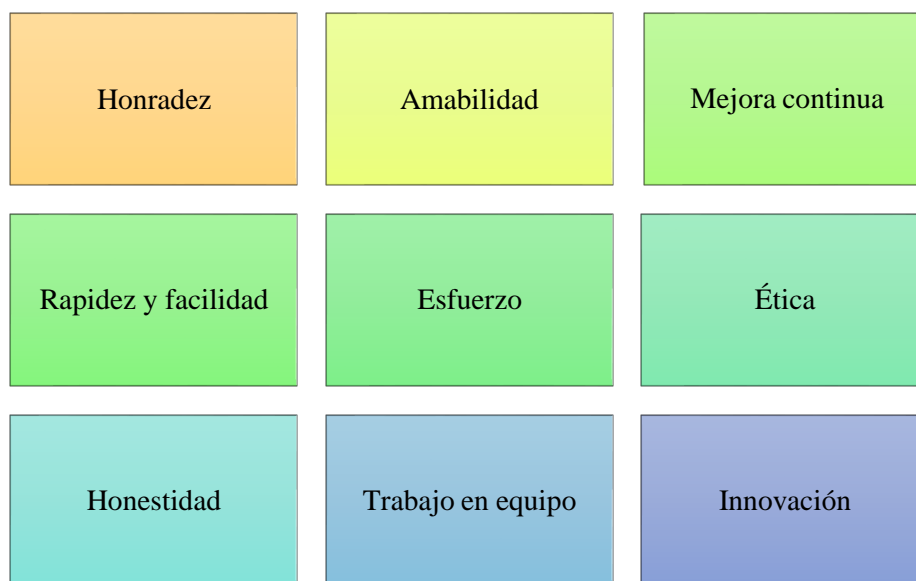 Honradez
Amabilidad
Mejora continua
Rapidez y facilidad
Esfuerzo
Ética
Honestidad
Trabajo en equipo
Innovación